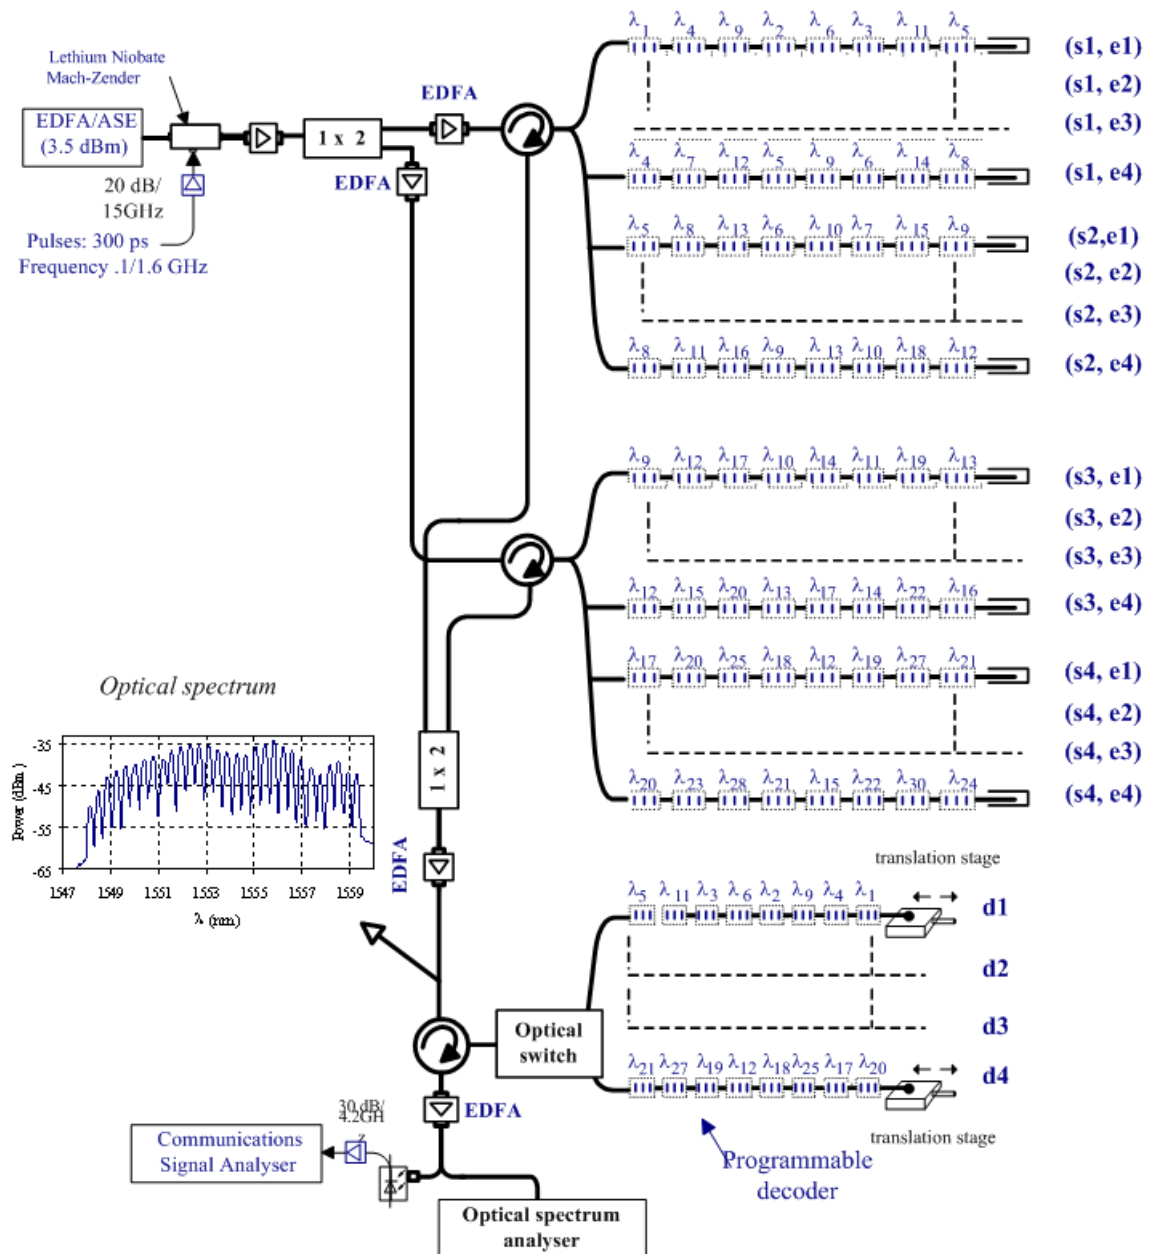 Lethium Niobate
Mach-Zender
EDFA/ASE
(3.5 dBm)
20 dB/
15GHz
Pulses: 300 ps
Frequency .1/1.6 GHz
1 x 2
EDFA
EDFA
λ1 λ4 λ9 λ2 λ6 λ3 λ11 λ5
(s1, e1)
(s1, e2)
(s1, e3)
λ4 λ7 λ12 λ5 λ9 λ6 λ14 λ8
(s1, e4)
λ5 λ8 λ13 λ6 λ10 λ7 λ15 λ9
(s2,e1)
(s2, e2)
(s2, e3)
λ8 λ11 λ16 λ9 λ13 λ10 λ18 λ12
(s2, e4)
λ9 λ12 λ17 λ10 λ14 λ11 λ19 λ13
(s3, e1)
(s3, e2)
(s3, e3)
λ12 λ15 λ20 λ13 λ17 λ14 λ22 λ16
(s3, e4)
λ17 λ20 λ25 λ18 λ12 λ19 λ27 λ21
(s4, e1)
(s4, e2)
(s4, e3)
λ20 λ23 λ28 λ21 λ15 λ22 λ30 λ24
(s4, e4)
Optical spectrum
Power (dBm)
-35
-45
-55
-65
1547 1549 1551 1553 1555 1557 1559
λ (nm)
1 x 2
EDFA
translation stage
λ5 λ11 λ3 λ6 λ2 λ9 λ4 λ1
d1
d2
d3
λ21 λ27 λ19 λ12 λ18 λ25 λ17 λ20
d4
translation stage
Optical
switch
Programmable
decoder
EDFA
30 dB/
4.2GH
z
Communications
Signal Analyser
Optical spectrum
analyser